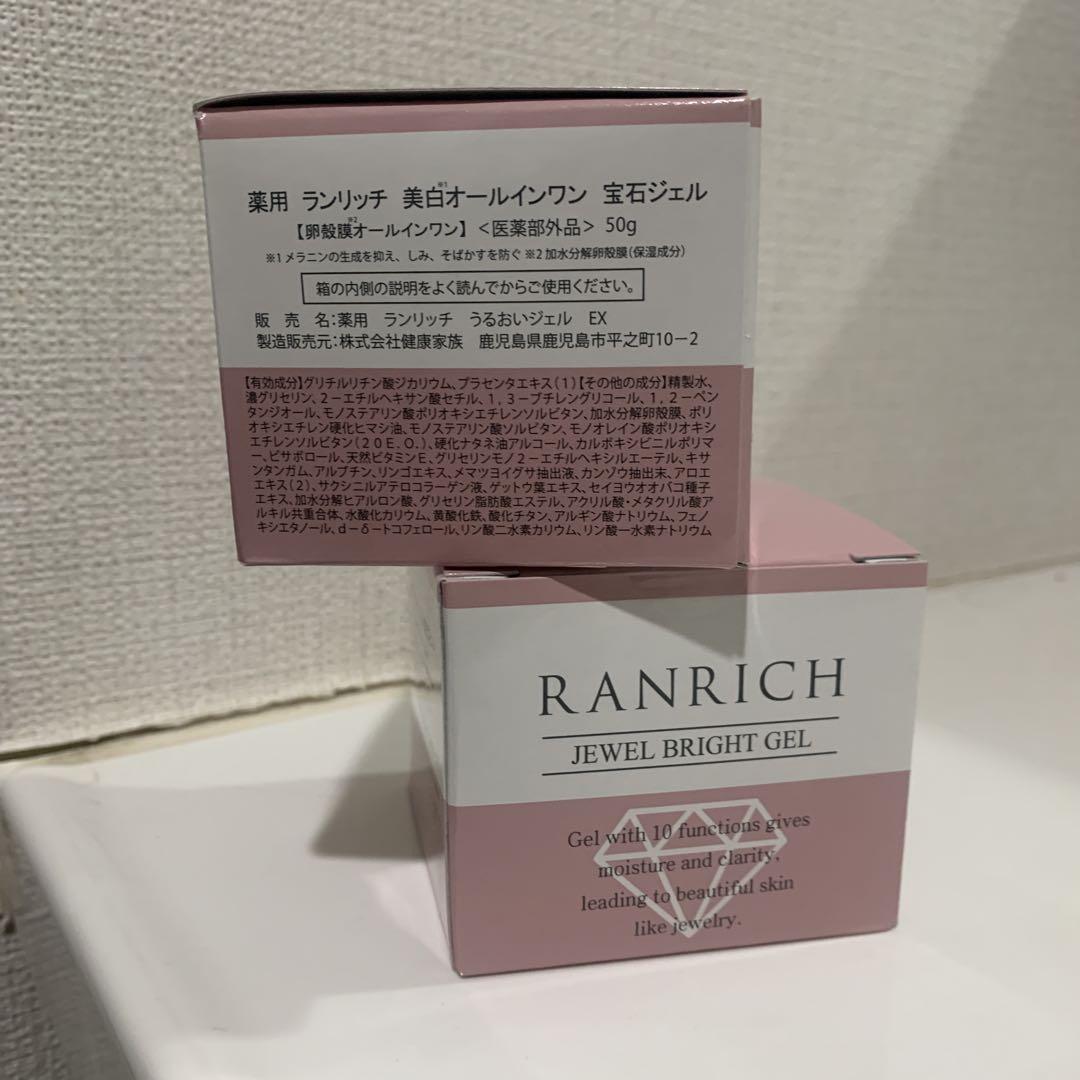 薬用 ランリッチ 美白※1オールインワン 宝石ジェル
【卵殻膜※2オールインワン】<医薬部外品> 50g
※1メラニンの生成を抑え、しみ、そばかすを防ぐ ※2加水分解卵殻膜(保湿成分)
箱の内側の説明をよく読んでからご使用ください。
販 売 名:薬用 ランリッチ うるおいジェル EX
製造販売元:株式会社健康家族 鹿児島県鹿児島市平之町10-2
【有効成分】グリチルリチン酸ジカリウム、プラセンタエキス(1)【その他の成分】精製水、
濃グリセリン、2-エチルヘキサン酸セチル、1,3-ブチレングリコール、1,2-ペン
タンジオール、モノステアリン酸ポリオキシエチレンソルビタン、加水分解卵殻膜、ポリ
オキシエチレン硬化ヒマシ油、モノステアリン酸ソルビタン、モノオレイン酸ポリオキシ
エチレンソルビタン(20E.O.)、硬化ナタネ油アルコール、カルボキシビニルポリマ
ー、ビサボロール、天然ビタミンE、グリセリンモノ2-エチルヘキシルエーテル、キサ
ンタンガム、アルブチン、リンゴエキス、メマツヨイグサ抽出液、カンゾウ抽出末、アロエ
エキス(2)、サクシニルアテロコラーゲン液、ゲットウ葉エキス、セイヨウオオバコ種子
エキス、加水分解ヒアルロン酸、グリセリン脂肪酸エステル、アクリル酸・メタクリル酸ア
ルキル共重合体、水酸化カリウム、黄酸化鉄、酸化チタン、アルギン酸ナトリウム、フェノ
キシエタノール、d-δ-トコフェロール、リン酸二水素カリウム、リン酸一水素ナトリウム
RANRICH
JEWEL BRIGHT GEL
Gel with 10 functions gives
moisture and clarity,
leading to beautiful skin
like jewelry.